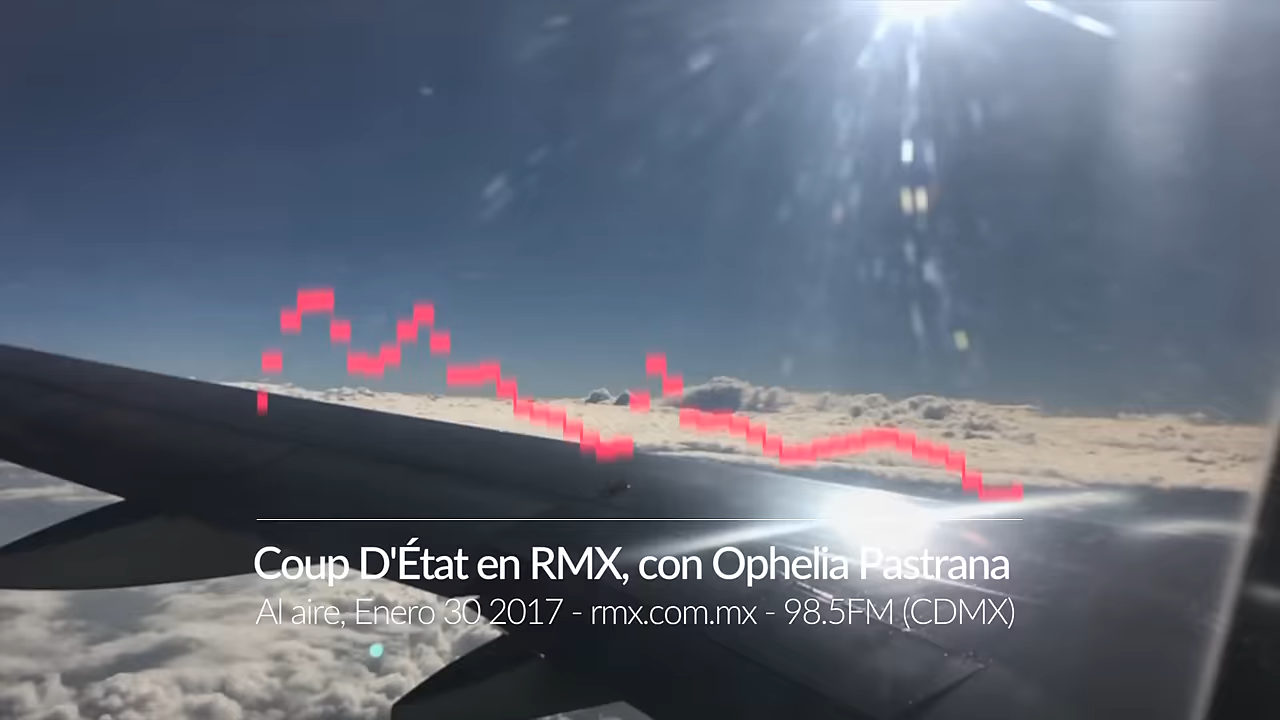 Coup D'État en RMX, con Ophelia Pastrana
Al aire, Enero 30 2017 - rmx.com.mx - 98.5FM (CDMX)